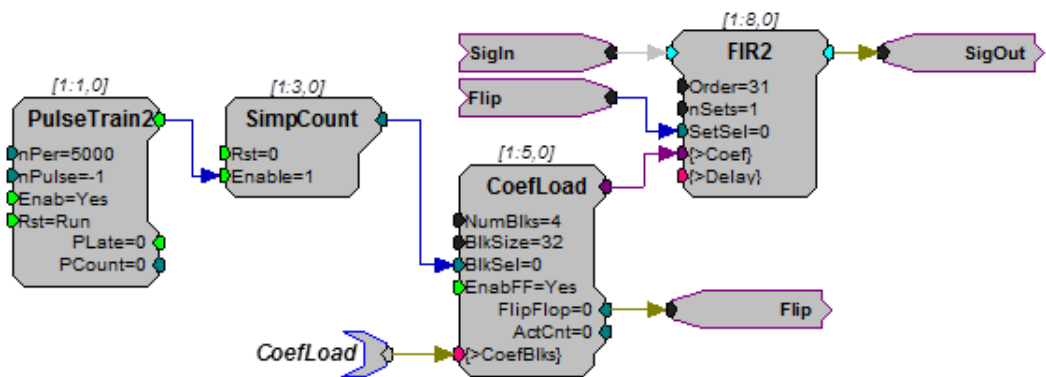 [1:1,0]
PulseTrain2
nPer=5000
nPulse=-1
Enab=Yes
Rst=Run
PLate=0
PCount=0
[1:3,0]
SimpCount
Rst=0
Enable=1
SigIn
Flip
[1:8,0]
FIR2
Order=31
nSets=1
SetSel=0
{>Coef}
{>Delay}
SigOut
[1:5,0]
CoefLoad
NumBlks=4
BlkSize=32
BlkSel=0
EnabFF=Yes
FlipFlop=0
ActCnt=0
{>CoefBlks}
Flip
CoefLoad